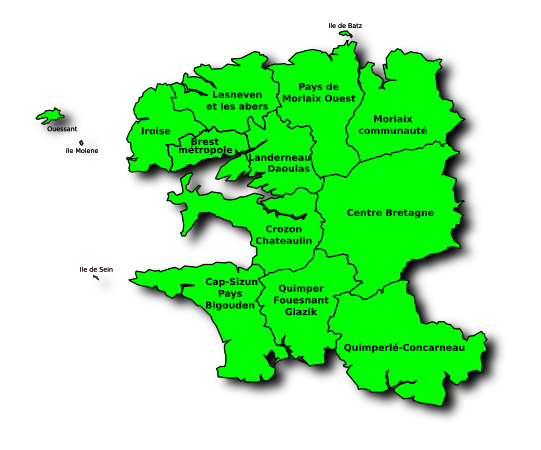 Ile de Batz
Lesneven
et les abers
Pays de
Morlaix Ouest
Morlaix
communauté
Ouessant
Iroise
Brest
métropole
Ile Molene
Landerneau
Daoulas
Centre Bretagne
Crozon
Chateaulin
Ile de Sein
Cap-Sizun
Pays
Bigouden
Quimper
Fouesnant
Glazik
Quimperlé-Concarneau